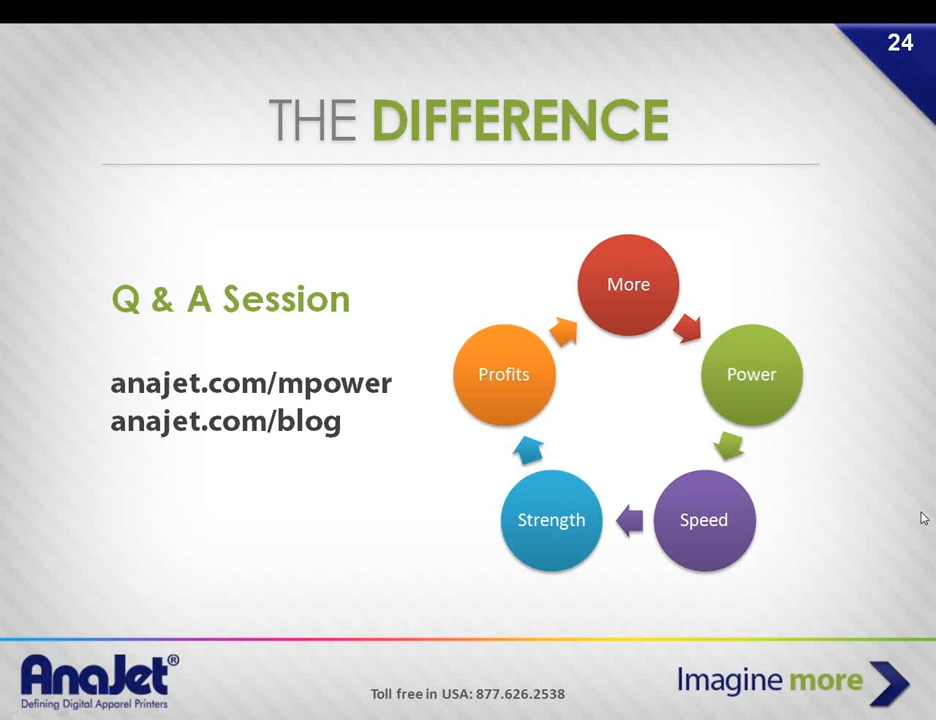 24
THE DIFFERENCE
Q & A Session
anajet.com/mpower
anajet.com/blog
More
Power
Speed
Strength
Profits
AnaJet®
Defining Digital Apparel Printers
Toll free in USA: 877.626.2538
Imagine more